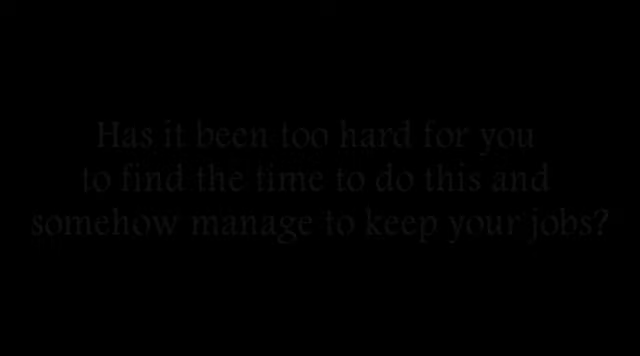 Has it been too hard for you
to find the time to do this and
somehow manage to keep your jobs?